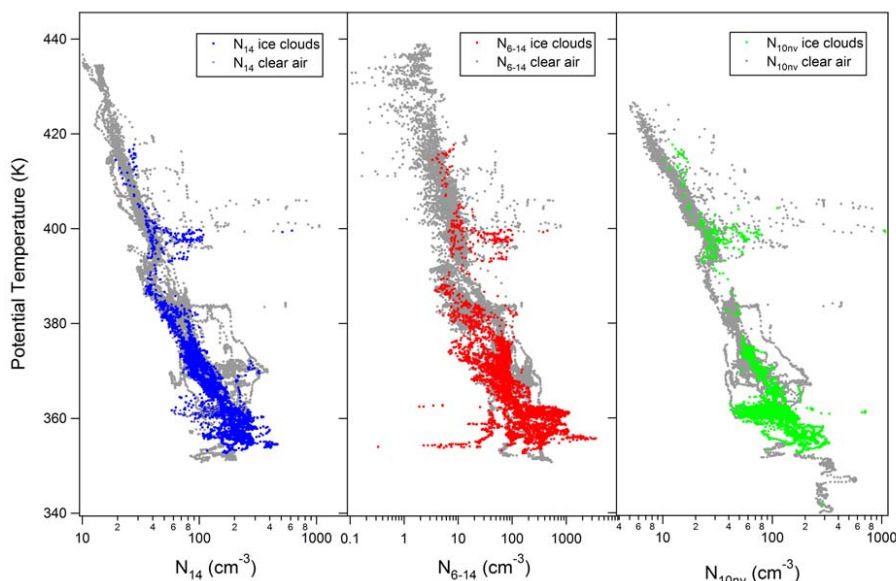 N14 ice clouds
N14 clear air
N6-14 ice clouds
N6-14 clear air
N10nv ice clouds
N10nv clear air
440
420
400
380
360
340
Potential Temperature (K)
10 2 4 6 8 100 2 4 6 8 1000
0.1 1 10 100 1000
4 6 8 10 2 4 6 8 100 2 4 6 8 1000
N14 (cm-3)
N6-14 (cm-3)
N10nv (cm-3)